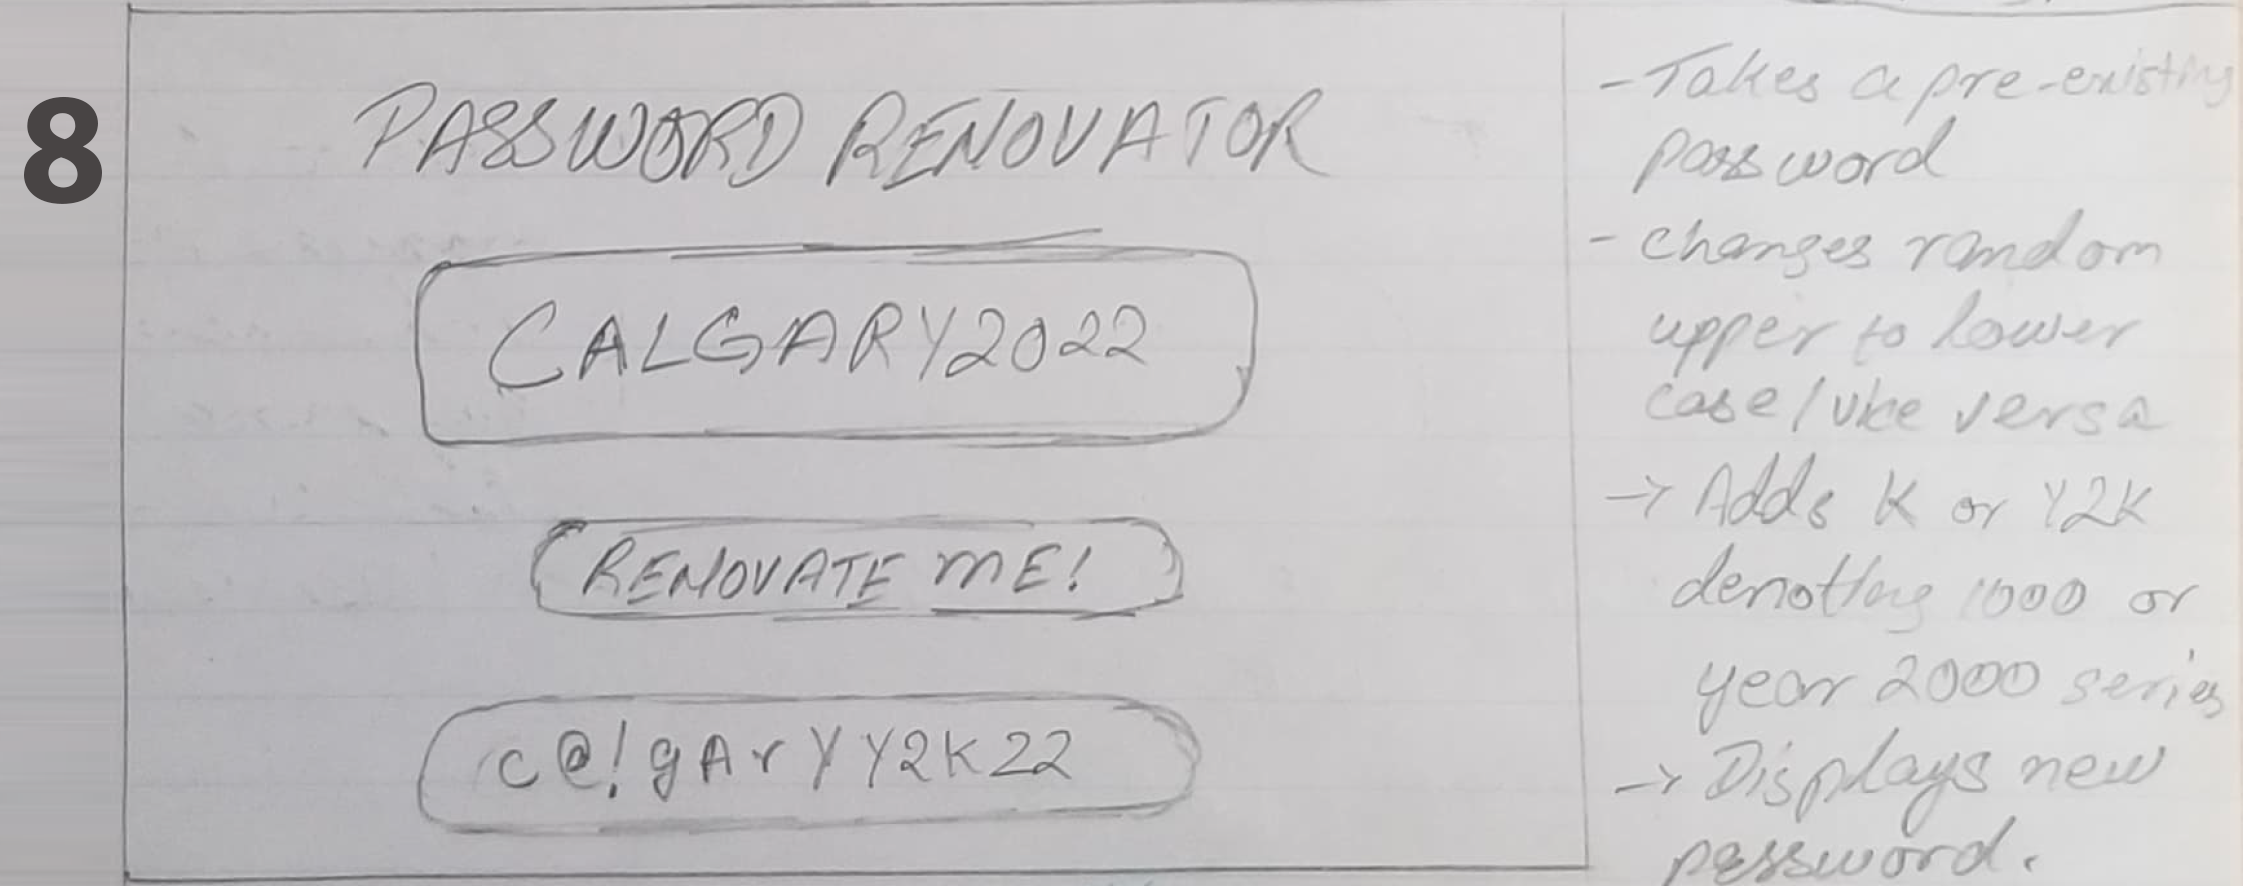 8
PASSWORD RENOVATOR
CALGARY2022
RENOVATE ME!
c@!gArYY2K22
- Takes a pre-existing
password
- changes random
upper to lower
case/vice versa
→ Adds K or Y2K
denoting 1000 or
year 2000 series
→ Displays new
password.